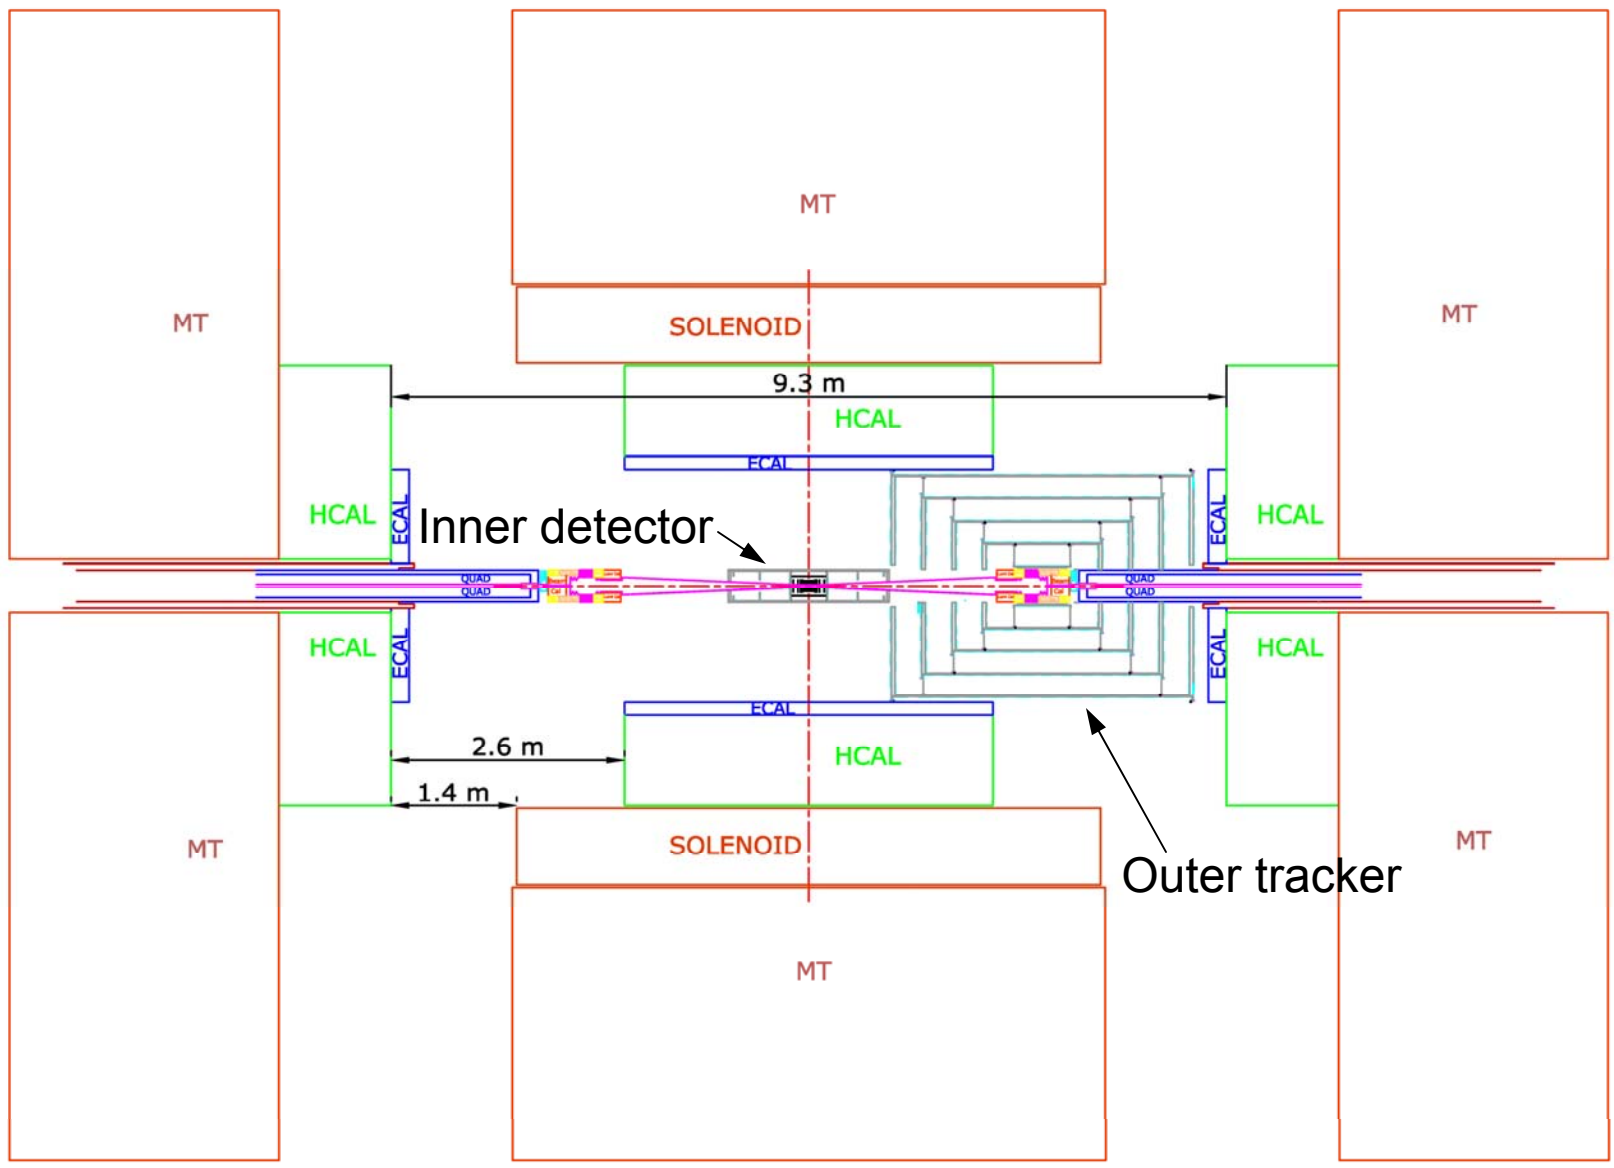 MT
SOLENOID
MT
MT
9.3 m
HCAL
ECAL
HCAL
ECAL
Inner detector
ECAL
HCAL
QUAD
QUAD
QUAD
QUAD
HCAL
ECAL
ECAL
HCAL
ECAL
2.6 m
HCAL
1.4 m
MT
SOLENOID
MT
Outer tracker
MT